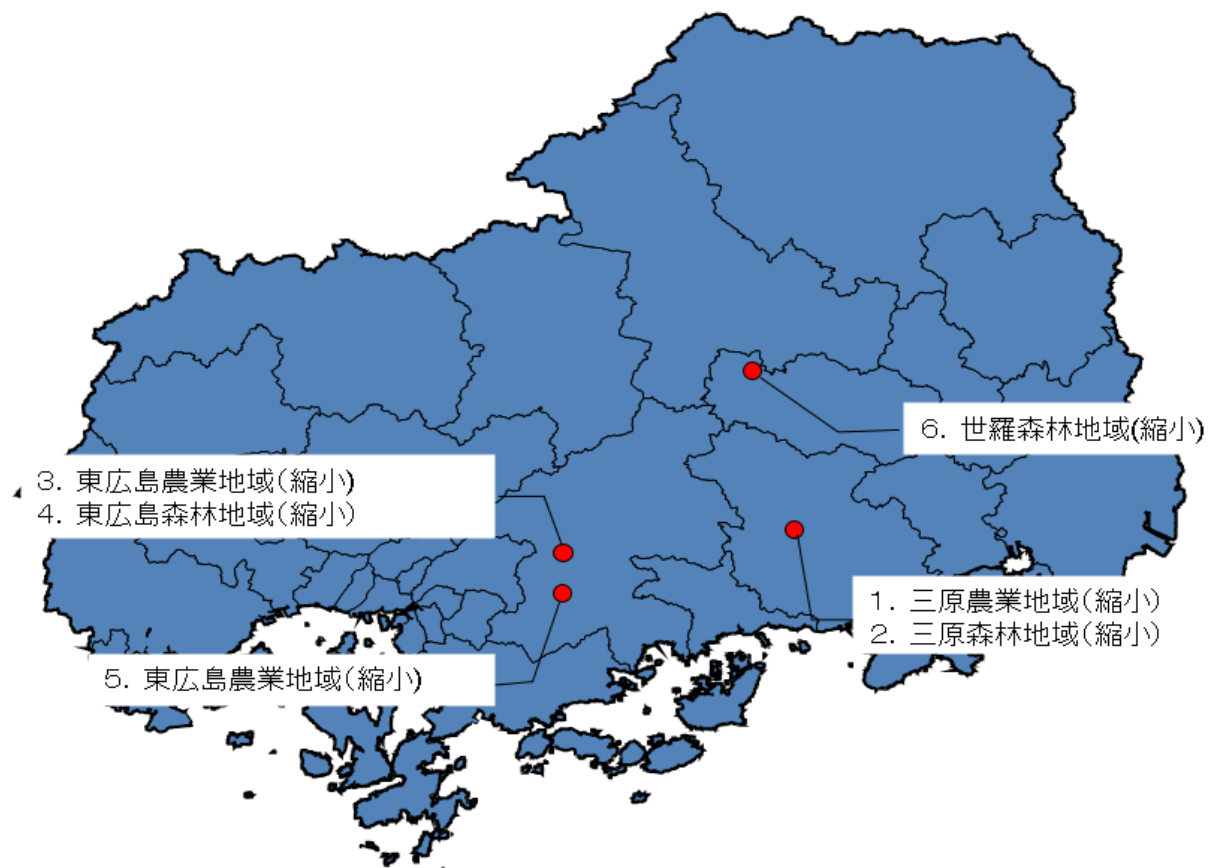 6. 世羅森林地域(縮小)
3. 東広島農業地域(縮小)
4. 東広島森林地域(縮小)
1. 三原農業地域(縮小)
2. 三原森林地域(縮小)
5. 東広島農業地域(縮小)